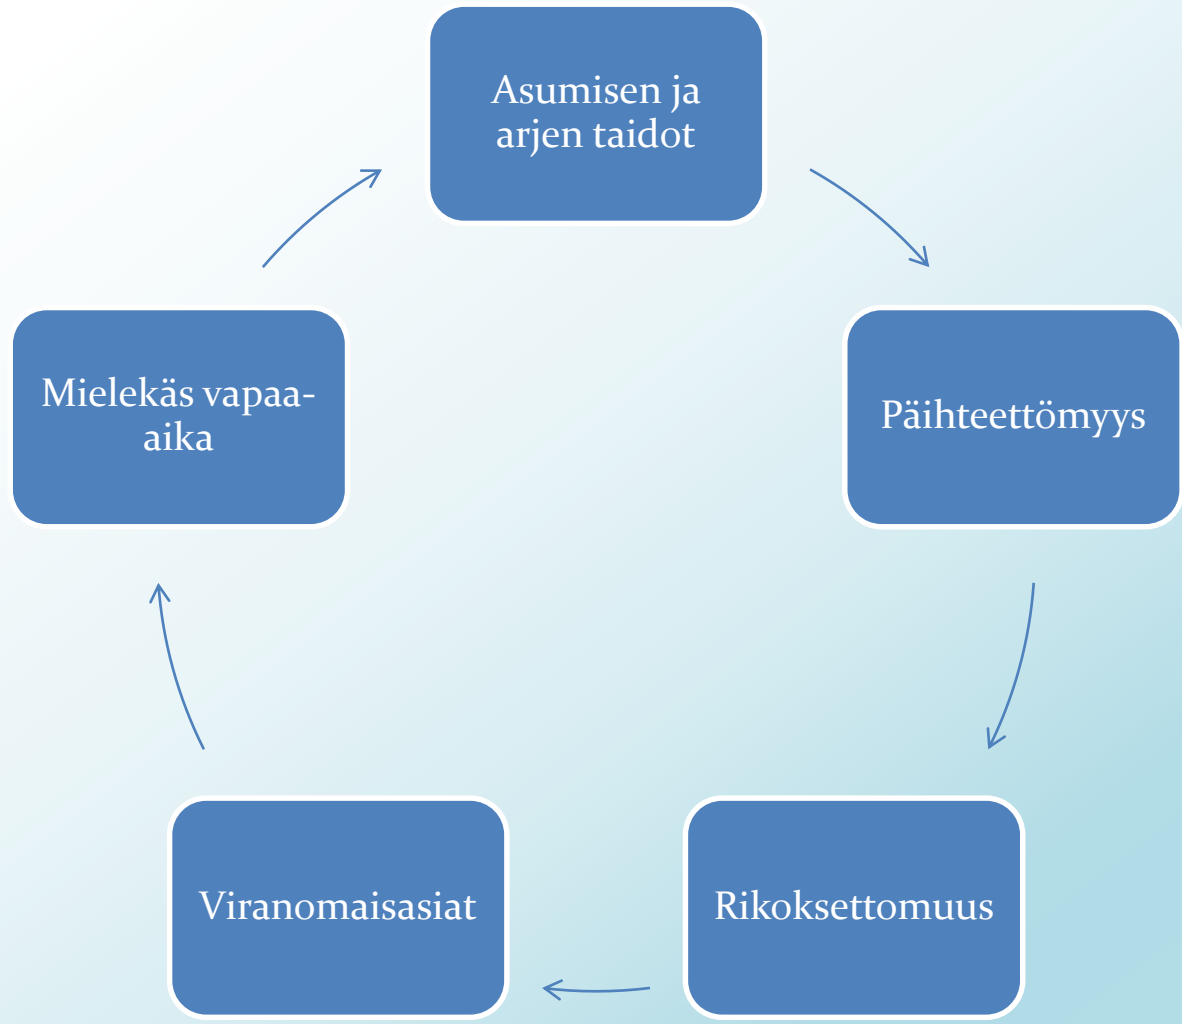 Asumisen ja
arjen taidot
Päihteettömyys
Rikoksettomuus
Viranomaisasiat
Mielekäs vapaa-
aika